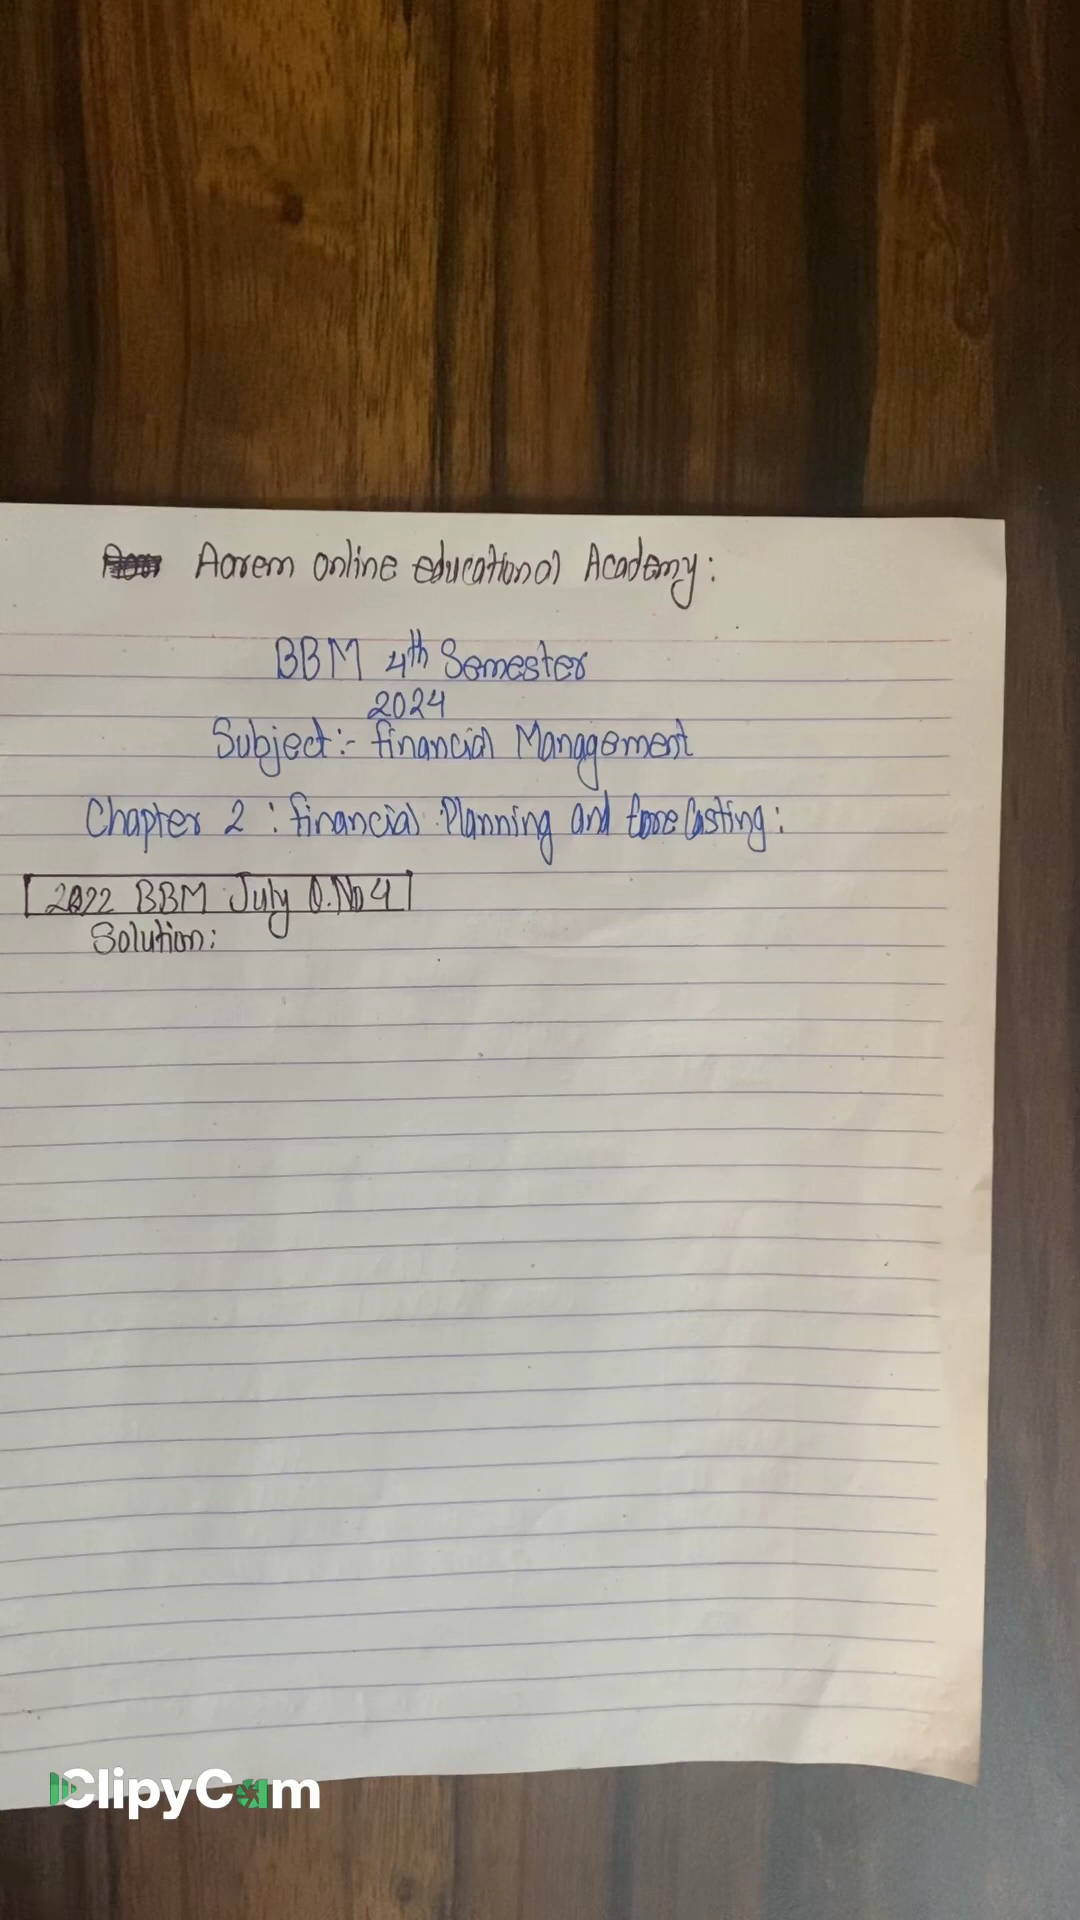 Aarem online educational Academy:
BBM 4th Semester
2024
Subject:- financial Management
Chapter 2 : financial Planning and forecasting:
2022 BBM July Q.No 4
Solution:
ClipyCam